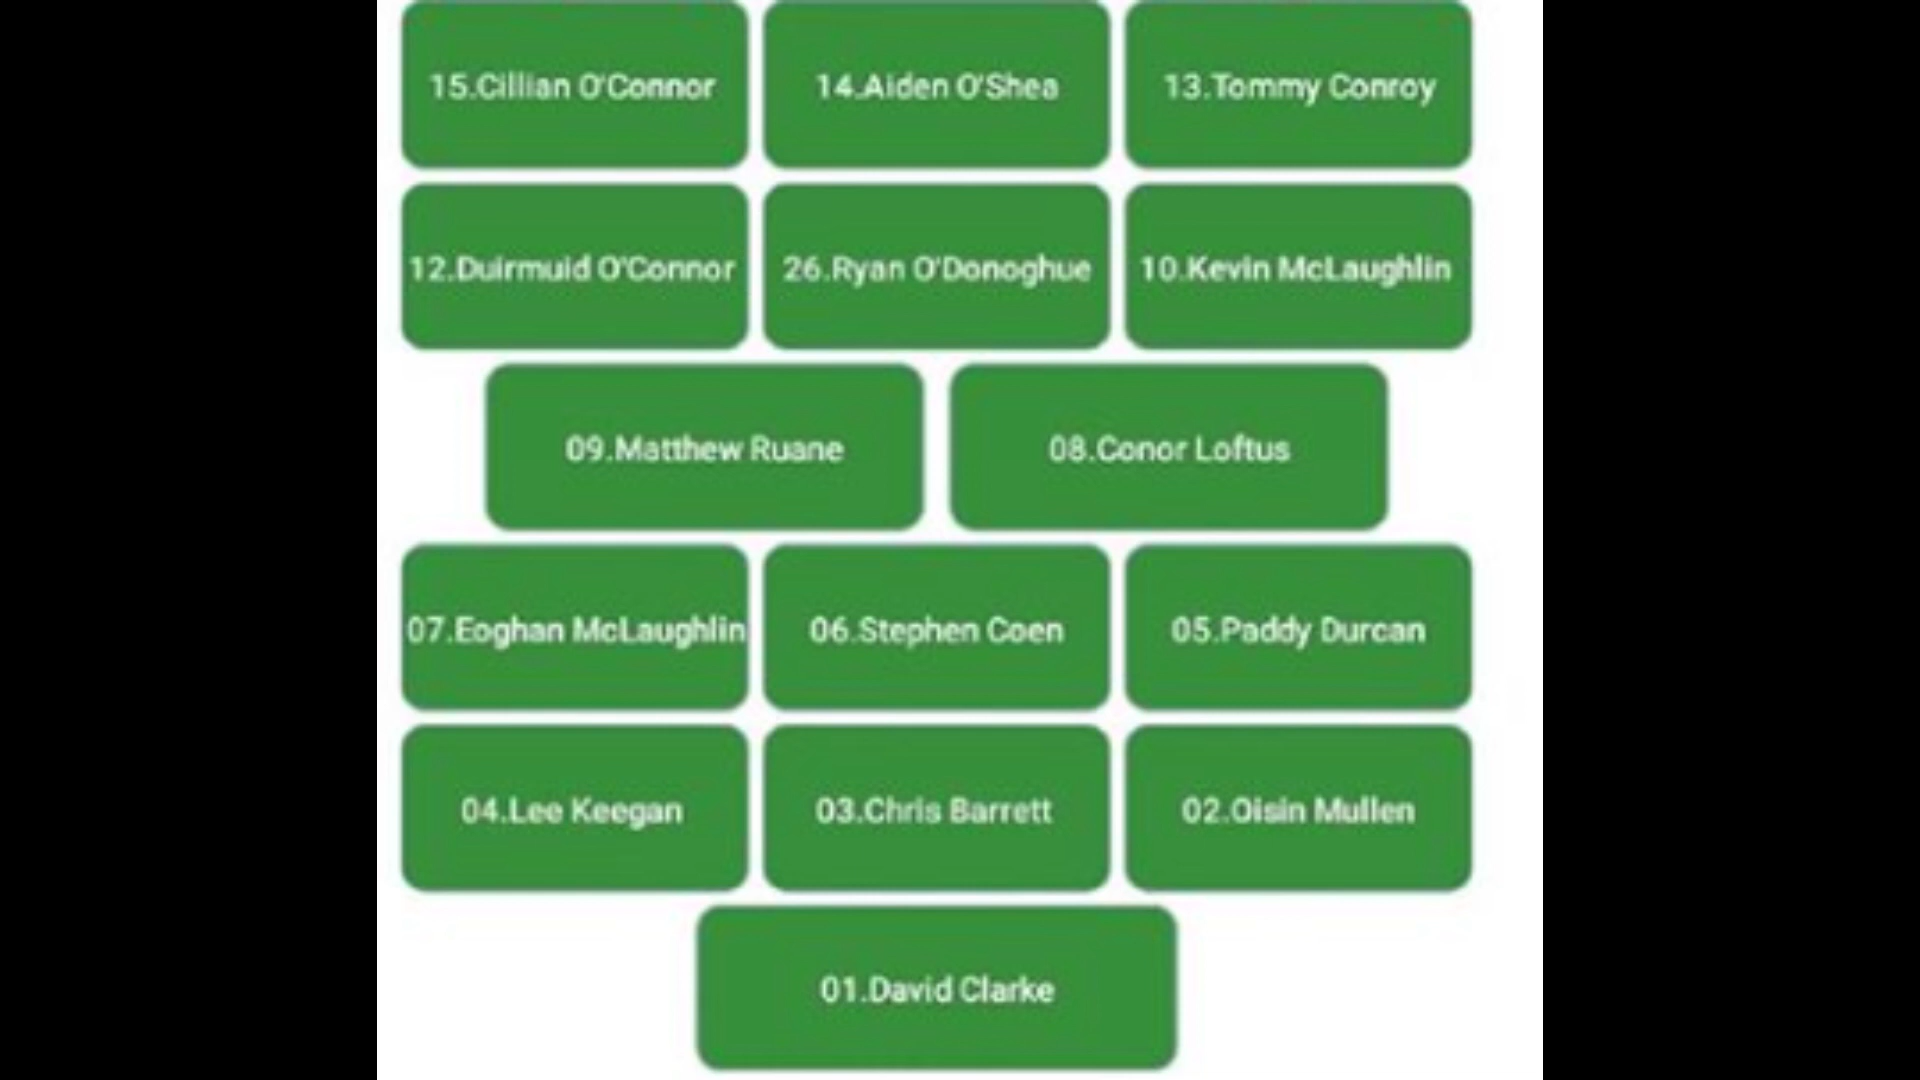 15.Cillian O'Connor
14.Aiden O'Shea
13.Tommy Conroy
12.Duirmuid O'Connor
26.Ryan O'Donoghue
10.Kevin McLaughlin
09.Matthew Ruane
08.Conor Loftus
07.Eoghan McLaughlin
06.Stephen Coen
05.Paddy Durcan
04.Lee Keegan
03.Chris Barrett
02.Oisin Mullen
01.David Clarke